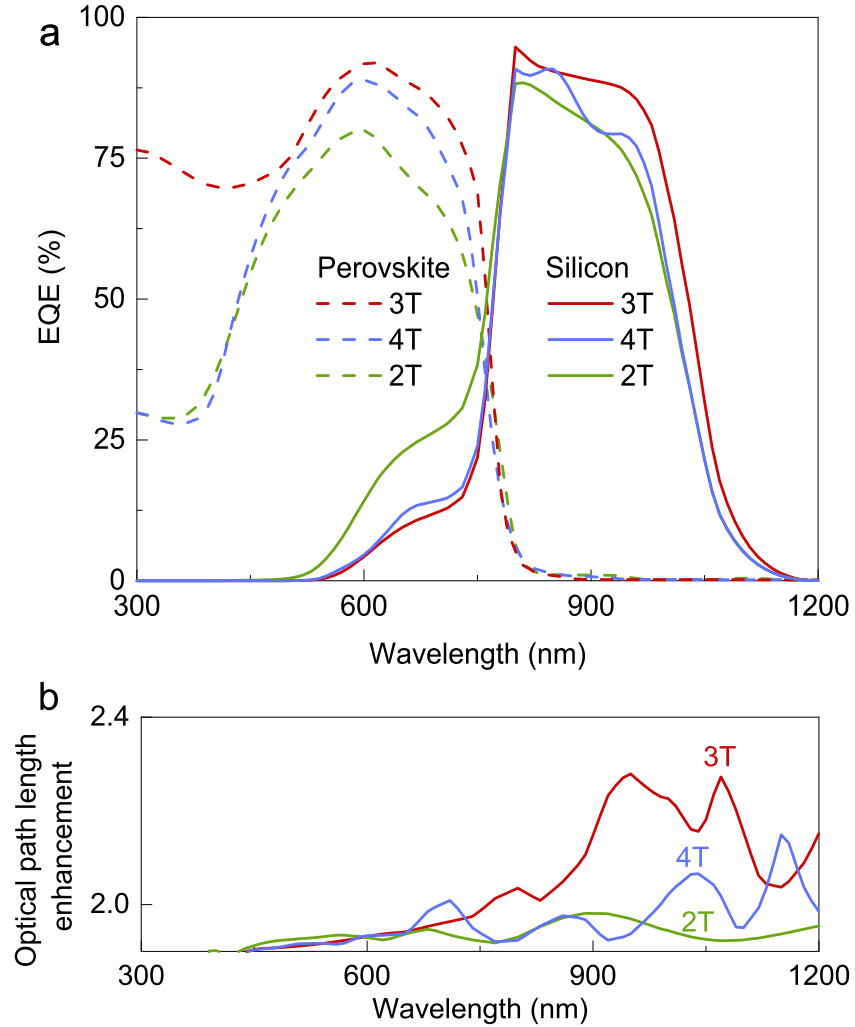 a
100
75
50
25
0
EQE (%)
Perovskite
3T
4T
2T
Silicon
3T
4T
2T
300
600
900
1200
Wavelength (nm)
b
2.4
2.0
Optical path length
enhancement
3T
4T
2T
300
600
900
1200
Wavelength (nm)